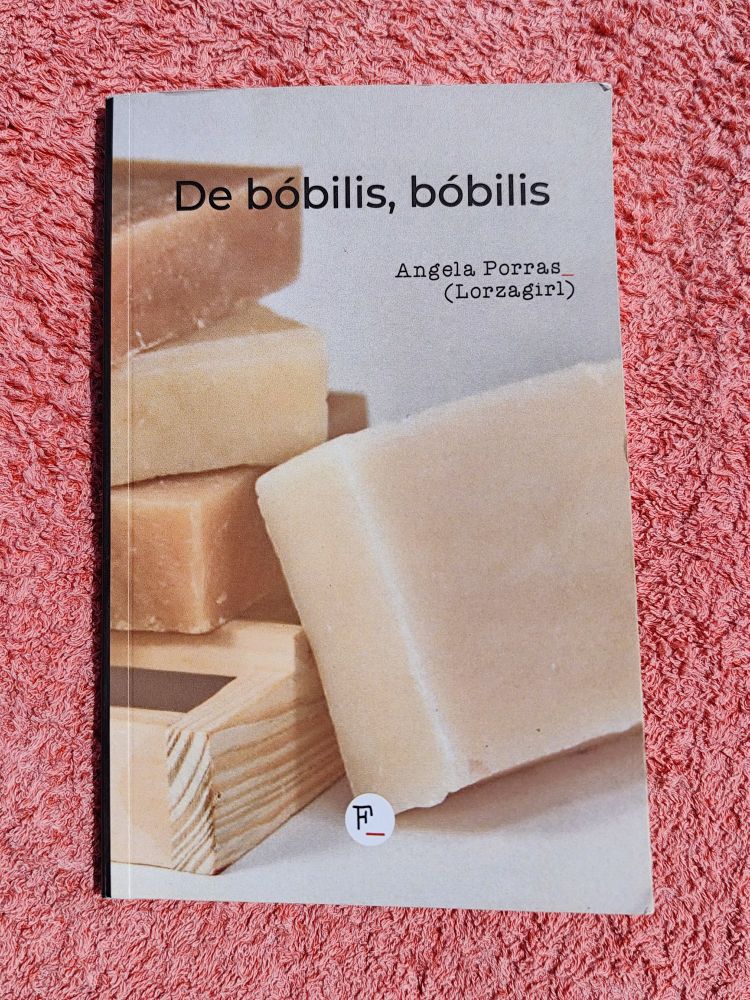 De bóbilis, bóbilis
Angela Porras_
(Lorzagirl)
F_